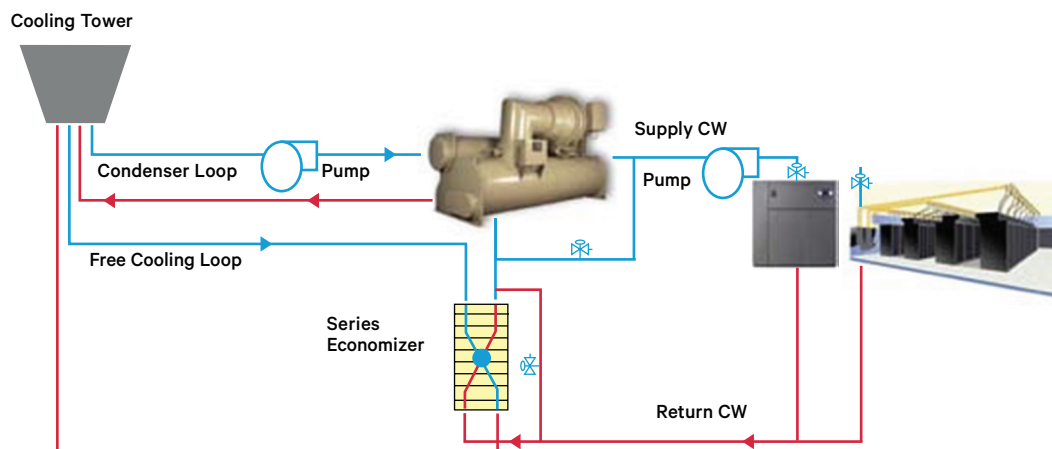 Cooling Tower
Supply CW
Condenser Loop
Pump
Pump
Free Cooling Loop
Series
Economizer
Return CW